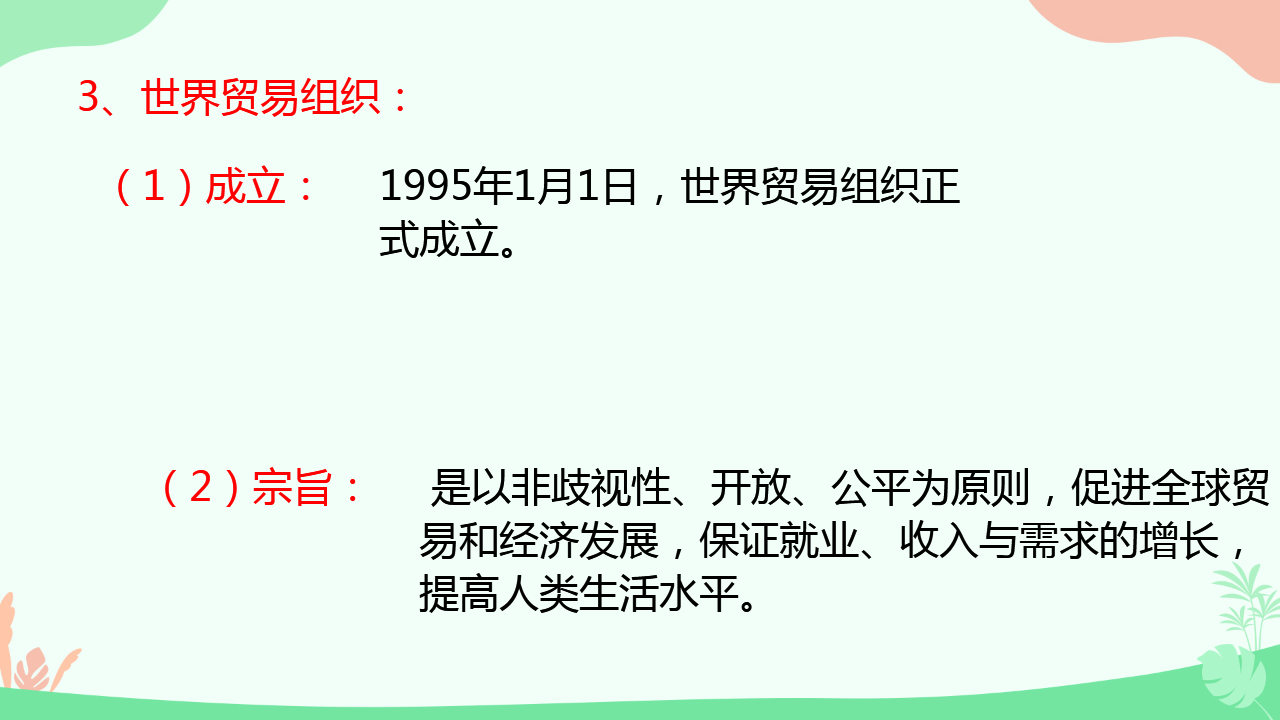 3、世界贸易组织：
（1）成立：
1995年1月1日，世界贸易组织正
式成立。
（2）宗旨：
是以非歧视性、开放、公平为原则，促进全球贸
易和经济发展，保证就业、收入与需求的增长，
提高人类生活水平。